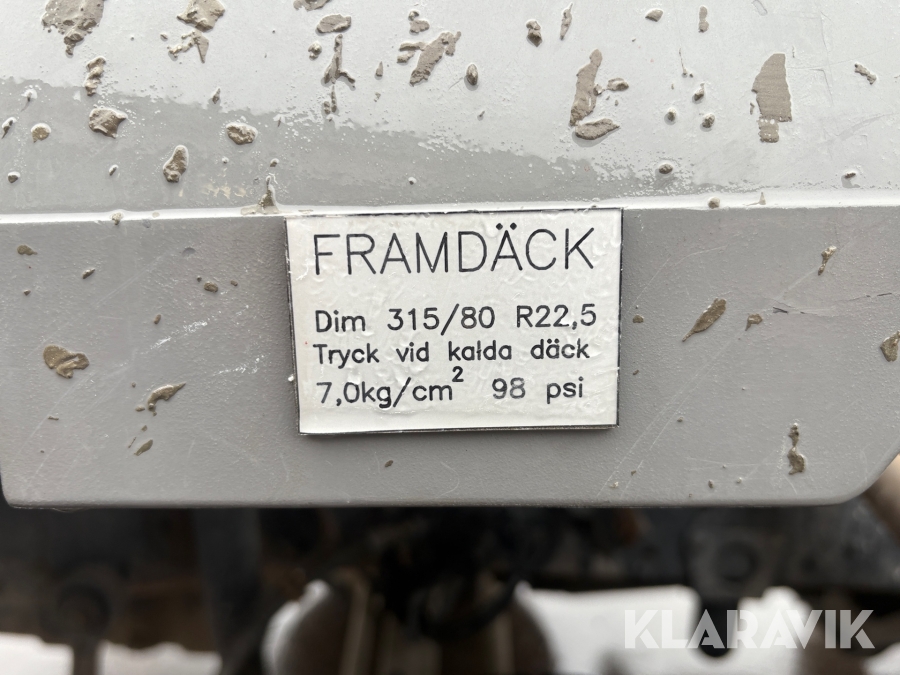 FRAMDÄCK
Dim 315/80 R22,5
Tryck vid kalda däck
7,0kg/cm² 98 psi
KLARAVIK